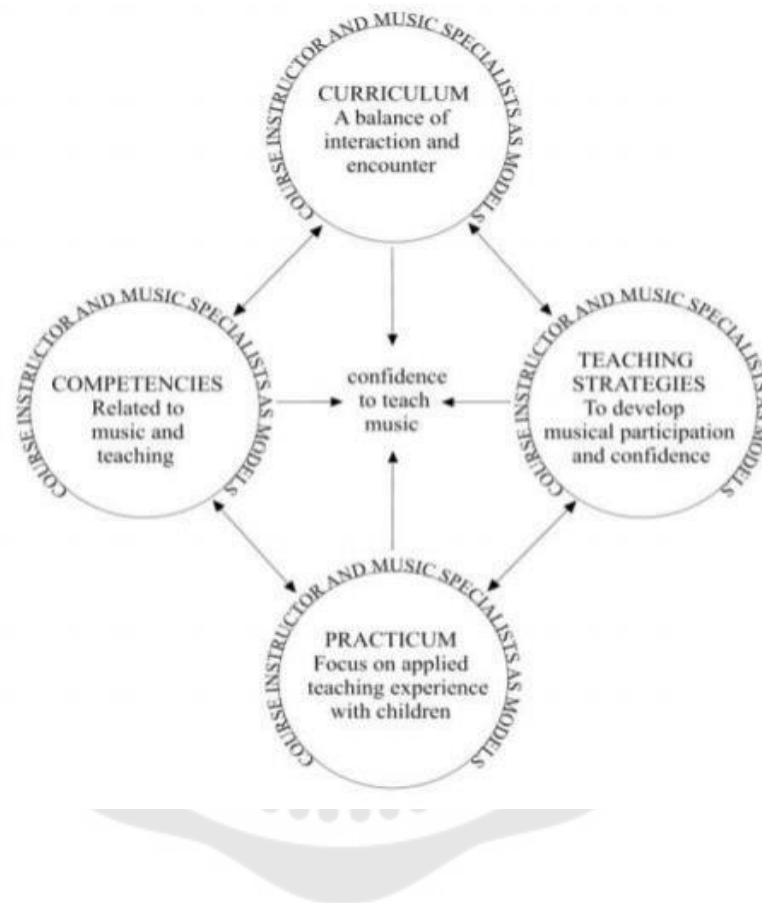 COURSE INSTRUCTOR AND MUSIC SPECIALISTS AS MODELS
CURRICULUM
A balance of
interaction and
encounter
COURSE INSTRUCTOR AND MUSIC SPECIALISTS AS MODELS
COMPETENCIES
Related to
music and
teaching
confidence
to teach
music
COURSE INSTRUCTOR AND MUSIC SPECIALISTS AS MODELS
TEACHING
STRATEGIES
To develop
musical participation
and confidence
COURSE INSTRUCTOR AND MUSIC SPECIALISTS AS MODELS
PRACTICUM
Focus on applied
teaching experience
with children